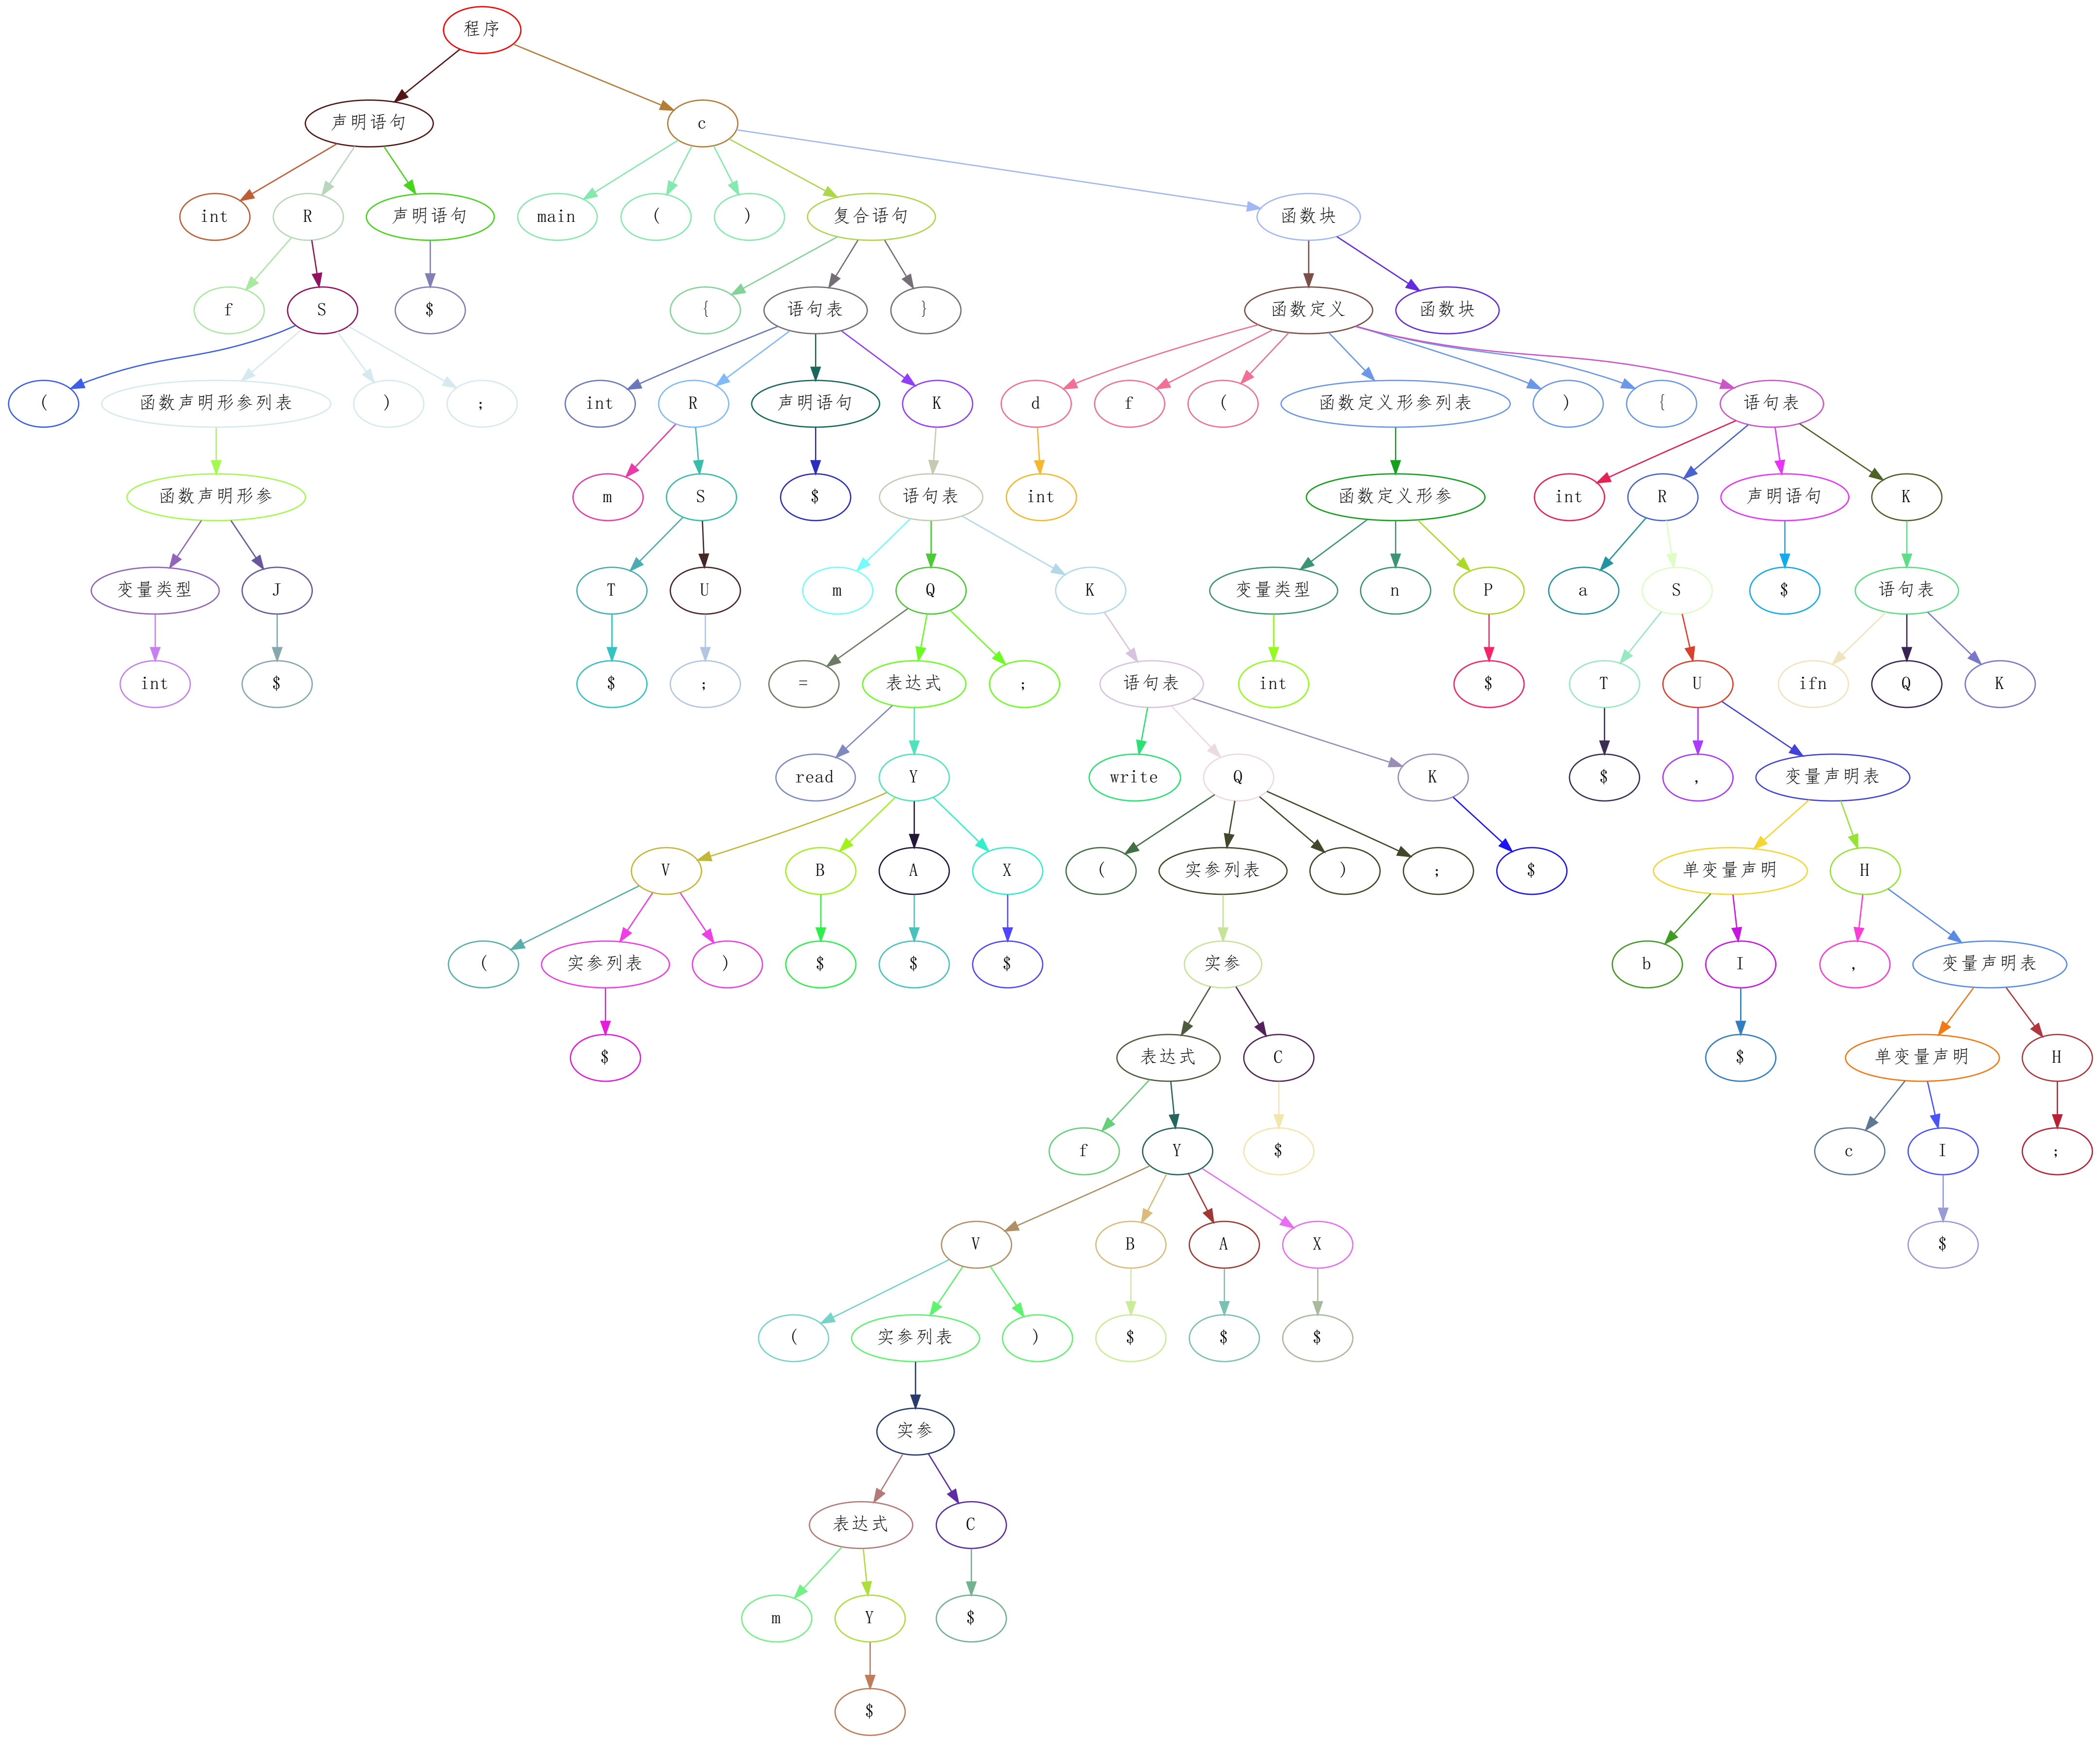 程序
声明语句 c
int R 声明语句 main ( ) 复合语句 函数块
f S $ { 语句表 } 函数定义 函数块
( 函数声明形参列表 ) ; int R 声明语句 K d f ( 函数定义形参列表 ) { 语句表
函数声明形参 m S $ 语句表 int 函数定义形参 int R 声明语句 K
变量类型 J T U m Q K 变量类型 n P a S $ 语句表
int $ $ ; = 表达式 ; 语句表 int $ T U ifn Q K
read Y write Q K $ , 变量声明表
V B A X ( 实参列表 ) ; $ 单变量声明 H
( 实参列表 ) $ $ $ 实参 b I , 变量声明表
$ 表达式 C $ 单变量声明 H
f Y $ c I ;
V B A X $
( 实参列表 ) $ $ $
实参
表达式 C
m Y $
$